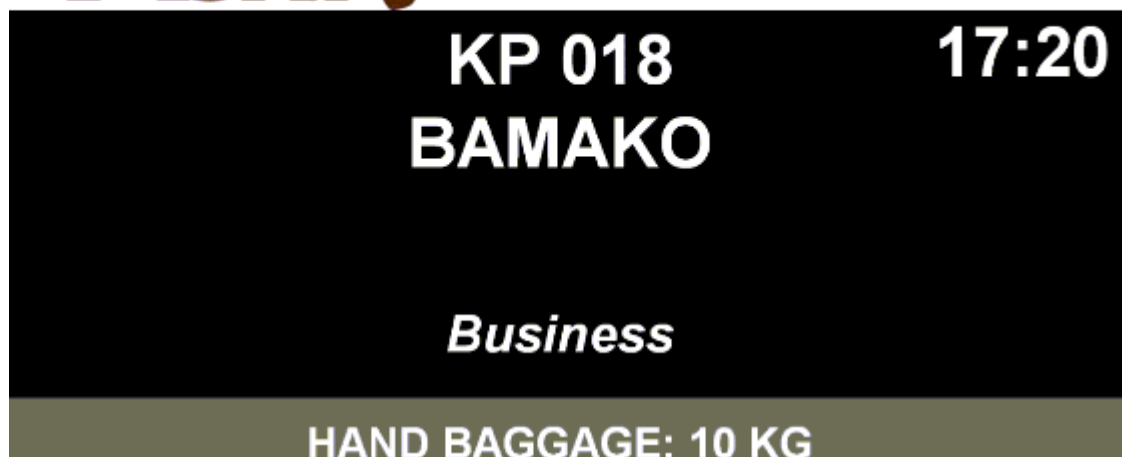 KP 018
17:20
BAMAKO
Business
HAND BAGGAGE: 10 KG